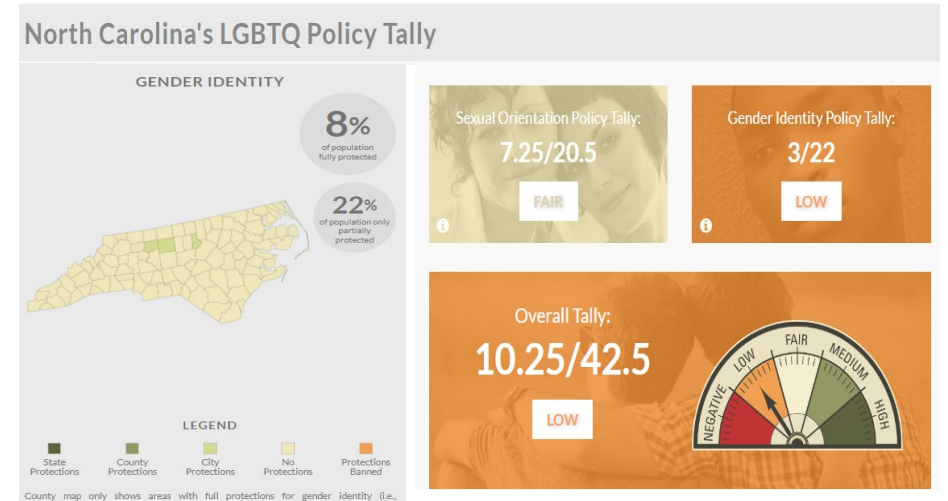 North Carolina's LGBTQ Policy Tally
GENDER IDENTITY
8%
of population
fully protected
22%
of population only
partially
protected
LEGEND
State
Protections
County
Protections
City
Protections
No
Protections
Protections
Banned
County map only shows areas with full protections for gender identity (i.e.,
Sexual Orientation Policy Tally:
7.25/20.5
FAIR
i
Gender Identity Policy Tally:
3/22
LOW
i
Overall Tally:
10.25/42.5
LOW
NEGATIVE
LOW
FAIR
MEDIUM
HIGH